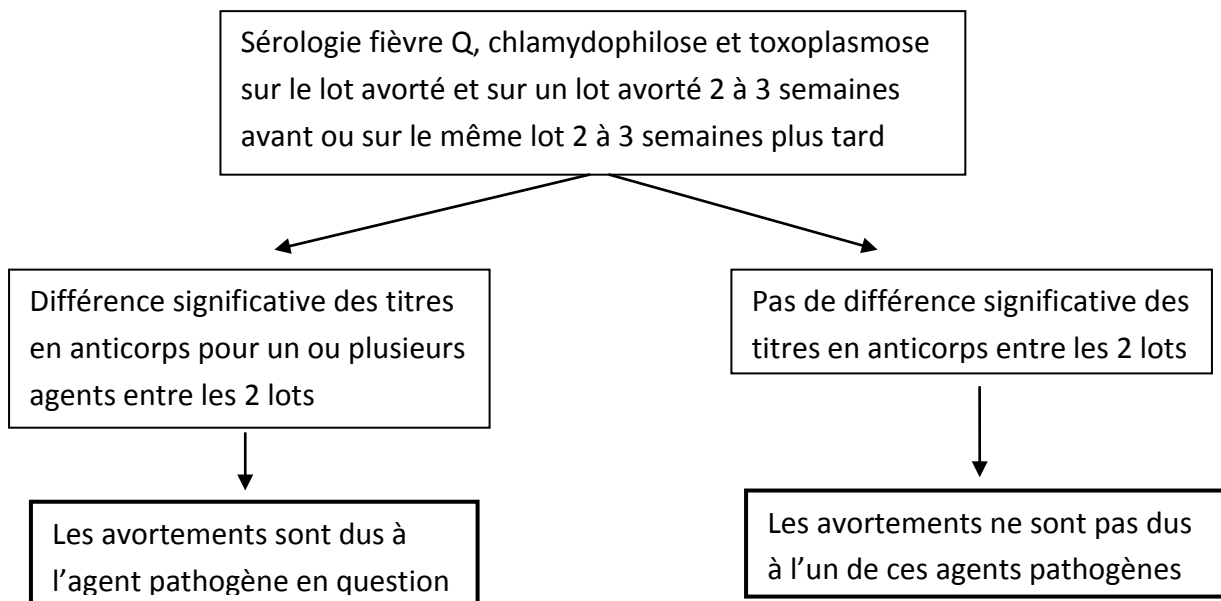 Sérologie fièvre Q, chlamydophilose et toxoplasmose
sur le lot avorté et sur un lot avorté 2 à 3 semaines
avant ou sur le même lot 2 à 3 semaines plus tard
Différence significative des titres
en anticorps pour un ou plusieurs
agents entre les 2 lots
Pas de différence significative des
titres en anticorps entre les 2 lots
Les avortements sont dus à
l’agent pathogène en question
Les avortements ne sont pas dus
à l’un de ces agents pathogènes